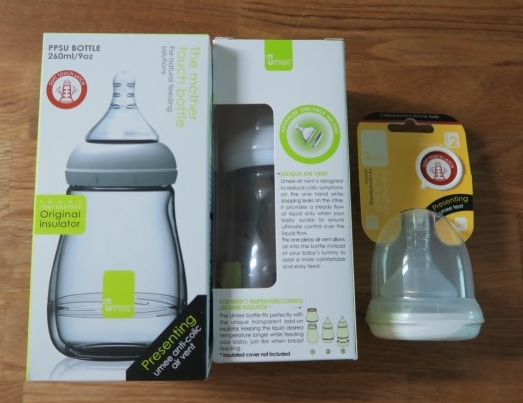 PPSU BOTTLE
260ml/9oz
The mother
touch bottle
For natural feeding
solutions
IDEAL
TEMPERATURE
Original
insulator
umee
Presenting
umee anti-colic
air vent
umee
UNIQUE AIR VENT
Umee air vent is designed
to reduce colic symptoms
on the one hand while
stopping leaks on the other.
It provides a steady flow
of liquid only when your
baby suckle to ensure
ultimate control over the
liquid flow.
The one piece air vent allows
air into the bottle instead
of your baby's tummy to
assist a more comfortable
and easy feed.
FOR PERFECT TEMPERATURE CONTROL
The Umee bottle fits perfectly with
the unique transparent add-on
insulator, keeping the liquid desired
temperature longer while feeding
your baby, just like when breast
feeding.
* Insulated cover not included
2
Presenting
umee teat